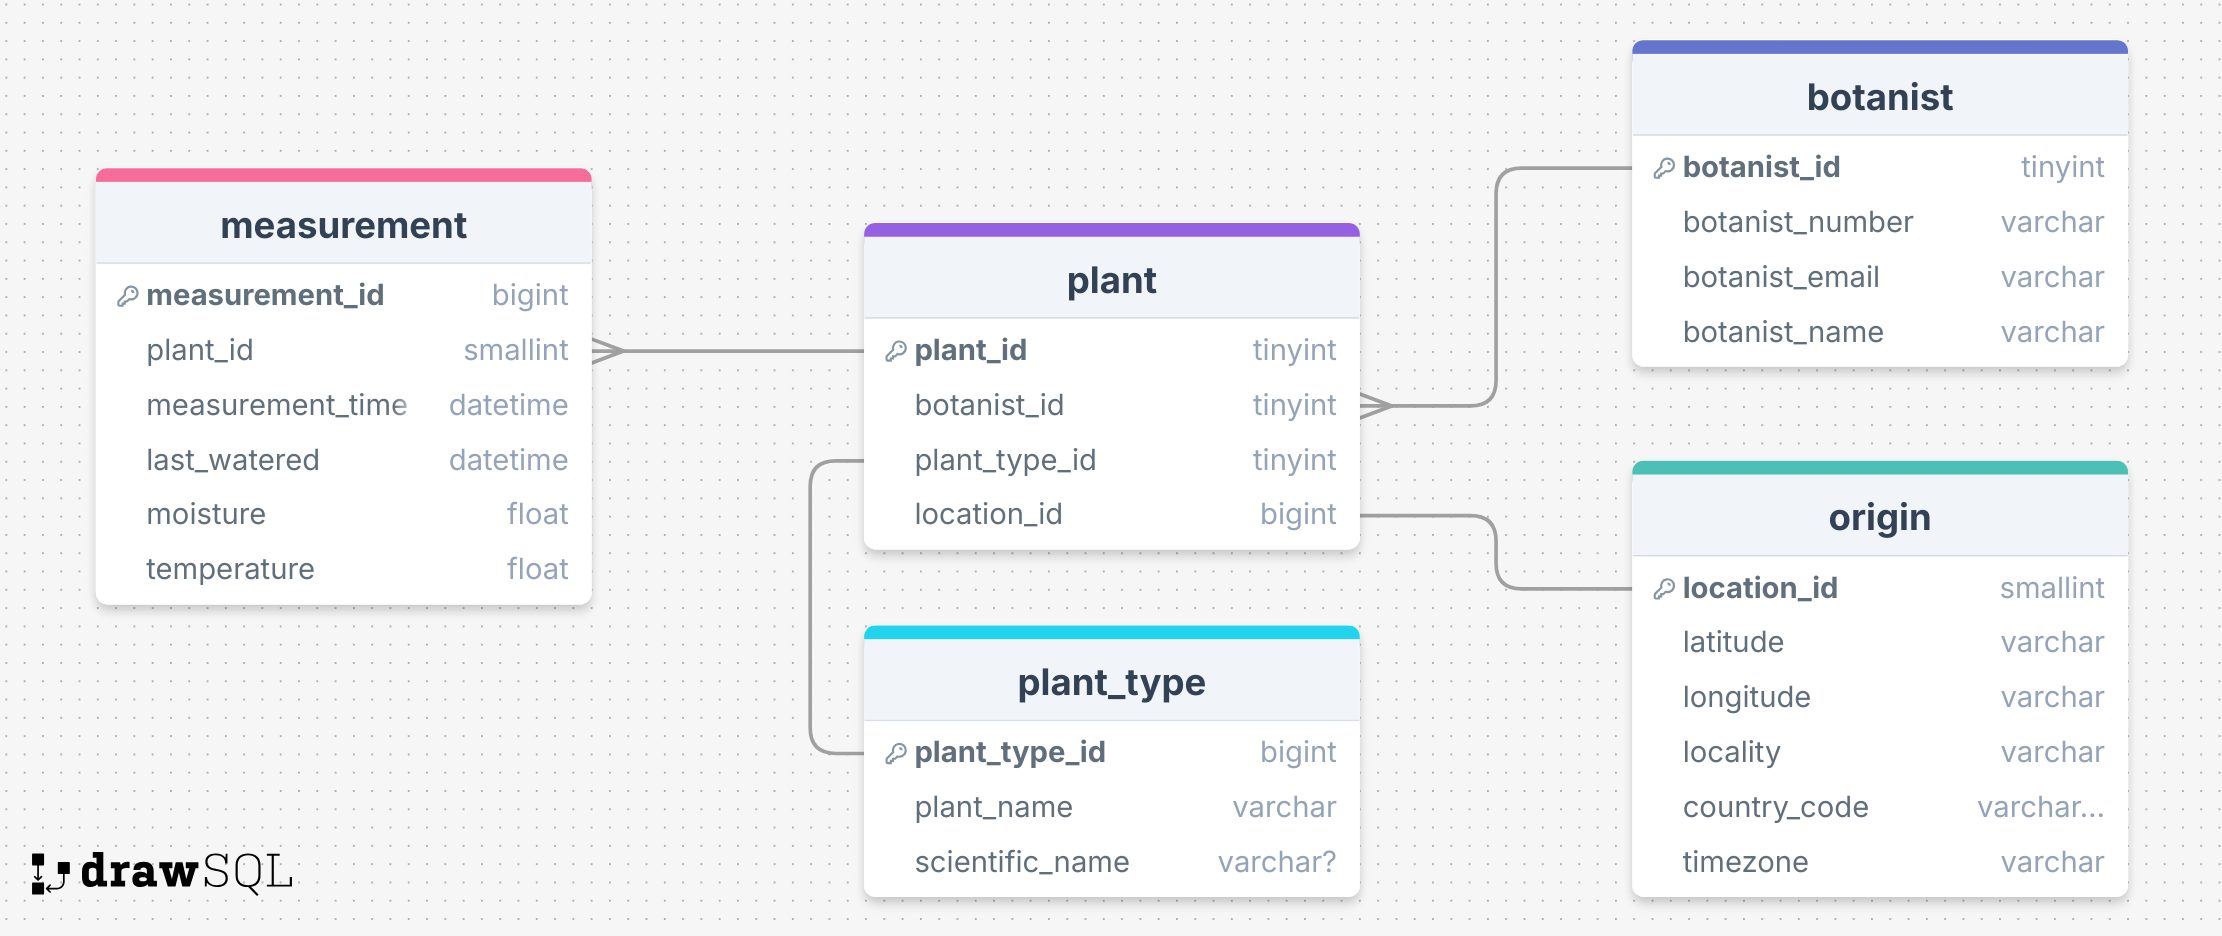 measurement
measurement_id bigint
plant_id smallint
measurement_time datetime
last_watered datetime
moisture float
temperature float
plant
plant_id tinyint
botanist_id tinyint
plant_type_id tinyint
location_id bigint
plant_type
plant_type_id bigint
plant_name varchar
scientific_name varchar?
botanist
botanist_id tinyint
botanist_number varchar
botanist_email varchar
botanist_name varchar
origin
location_id smallint
latitude varchar
longitude varchar
locality varchar
country_code varchar...
timezone varchar
drawSQL